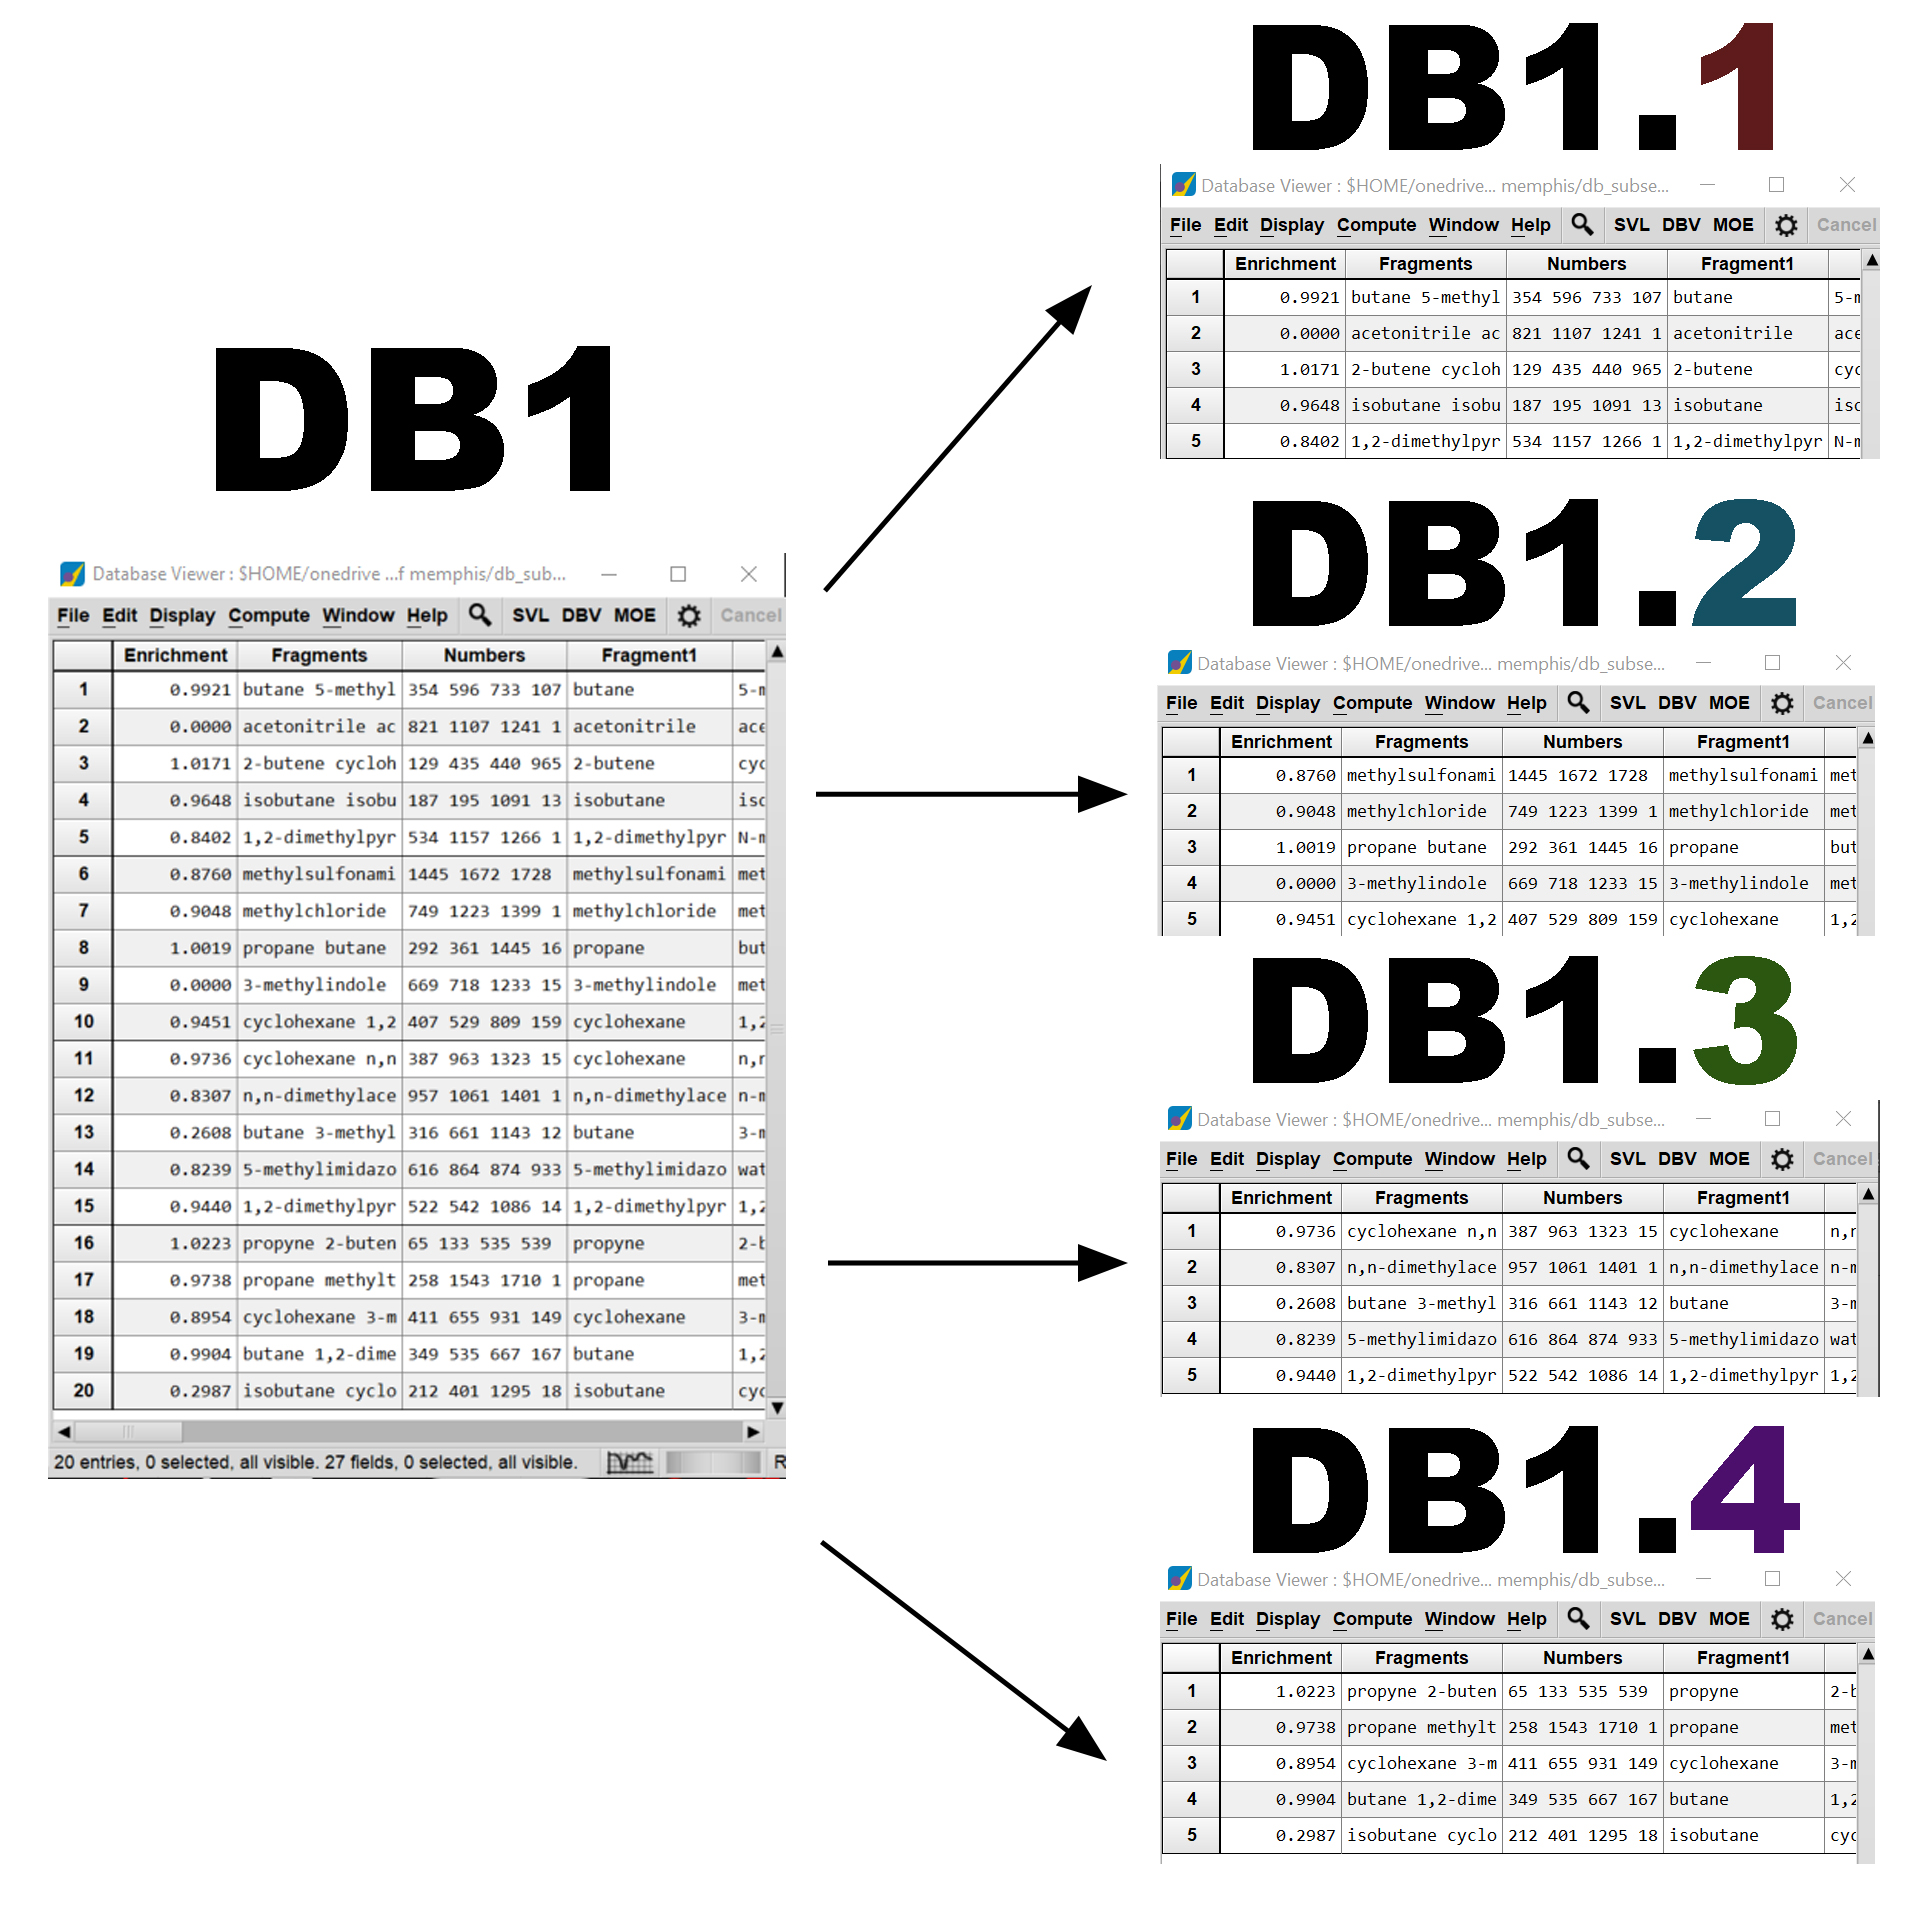 DB1
Database Viewer : $HOME/onedrive ...f memphis/db_sub...
File Edit Display Compute Window Help SVL DBV MOE Cancel
Enrichment Fragments Numbers Fragment1
1 0.9921 butane 5-methyl 354 596 733 107 butane 5-m
2 0.0000 acetonitrile ac 821 1107 1241 1 acetonitrile ace
3 1.0171 2-butene cycloh 129 435 440 965 2-butene cyc
4 0.9648 isobutane isobu 187 195 1091 13 isobutane isc
5 0.8402 1,2-dimethylpyr 534 1157 1266 1 1,2-dimethylpyr N-m
6 0.8760 methylsulfonami 1445 1672 1728 methylsulfonami met
7 0.9048 methylchloride 749 1223 1399 1 methylchloride met
8 1.0019 propane butane 292 361 1445 16 propane but
9 0.0000 3-methylindole 669 718 1233 15 3-methylindole met
10 0.9451 cyclohexane 1,2 407 529 809 159 cyclohexane 1,2
11 0.9736 cyclohexane n,n 387 963 1323 15 cyclohexane n,n
12 0.8307 n,n-dimethylace 957 1061 1401 1 n,n-dimethylace n-m
13 0.2608 butane 3-methyl 316 661 1143 12 butane 3-m
14 0.8239 5-methylimidazo 616 864 874 933 5-methylimidazo wat
15 0.9440 1,2-dimethylpyr 522 542 1086 14 1,2-dimethylpyr 1,2
16 1.0223 propyne 2-buten 65 133 535 539 propyne 2-b
17 0.9738 propane methylt 258 1543 1710 1 propane met
18 0.8954 cyclohexane 3-m 411 655 931 149 cyclohexane 3-m
19 0.9904 butane 1,2-dime 349 535 667 167 butane 1,2
20 0.2987 isobutane cyclo 212 401 1295 18 isobutane cyc
20 entries, 0 selected, all visible. 27 fields, 0 selected, all visible. R
DB1.1
Database Viewer : $HOME/onedrive... memphis/db_subse...
File Edit Display Compute Window Help SVL DBV MOE Cancel
Enrichment Fragments Numbers Fragment1
1 0.9921 butane 5-methyl 354 596 733 107 butane 5-m
2 0.0000 acetonitrile ac 821 1107 1241 1 acetonitrile ace
3 1.0171 2-butene cycloh 129 435 440 965 2-butene cyc
4 0.9648 isobutane isobu 187 195 1091 13 isobutane isc
5 0.8402 1,2-dimethylpyr 534 1157 1266 1 1,2-dimethylpyr N-m
DB1.2
Database Viewer : $HOME/onedrive... memphis/db_subse...
File Edit Display Compute Window Help SVL DBV MOE Cancel
Enrichment Fragments Numbers Fragment1
1 0.8760 methylsulfonami 1445 1672 1728 methylsulfonami met
2 0.9048 methylchloride 749 1223 1399 1 methylchloride met
3 1.0019 propane butane 292 361 1445 16 propane but
4 0.0000 3-methylindole 669 718 1233 15 3-methylindole met
5 0.9451 cyclohexane 1,2 407 529 809 159 cyclohexane 1,2
DB1.3
Database Viewer : $HOME/onedrive... memphis/db_subse...
File Edit Display Compute Window Help SVL DBV MOE Cancel
Enrichment Fragments Numbers Fragment1
1 0.9736 cyclohexane n,n 387 963 1323 15 cyclohexane n,n
2 0.8307 n,n-dimethylace 957 1061 1401 1 n,n-dimethylace n-m
3 0.2608 butane 3-methyl 316 661 1143 12 butane 3-m
4 0.8239 5-methylimidazo 616 864 874 933 5-methylimidazo wat
5 0.9440 1,2-dimethylpyr 522 542 1086 14 1,2-dimethylpyr 1,2
DB1.4
Database Viewer : $HOME/onedrive... memphis/db_subse...
File Edit Display Compute Window Help SVL DBV MOE Cancel
Enrichment Fragments Numbers Fragment1
1 1.0223 propyne 2-buten 65 133 535 539 propyne 2-b
2 0.9738 propane methylt 258 1543 1710 1 propane met
3 0.8954 cyclohexane 3-m 411 655 931 149 cyclohexane 3-m
4 0.9904 butane 1,2-dime 349 535 667 167 butane 1,2
5 0.2987 isobutane cyclo 212 401 1295 18 isobutane cyc